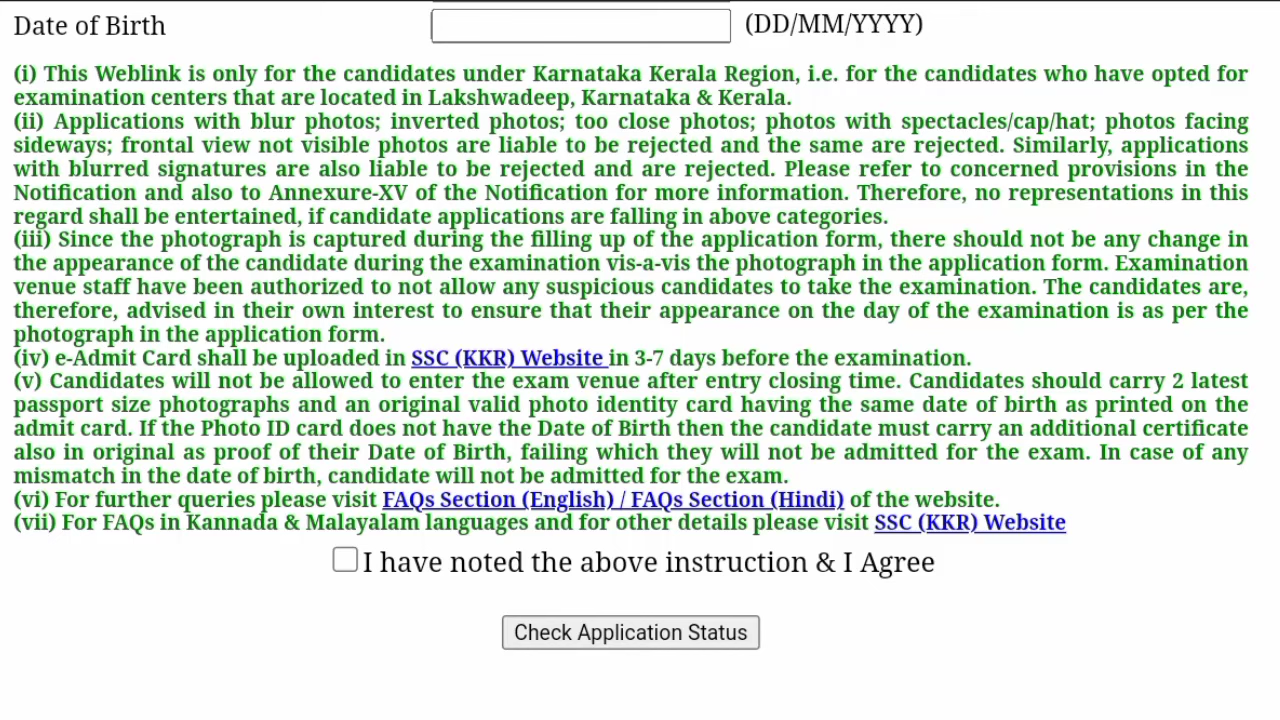 Date of Birth (DD/MM/YYYY)
(i) This Weblink is only for the candidates under Karnataka Kerala Region, i.e. for the candidates who have opted for
examination centers that are located in Lakshwadeep, Karnataka & Kerala.
(ii) Applications with blur photos; inverted photos; too close photos; photos with spectacles/cap/hat; photos facing
sideways; frontal view not visible photos are liable to be rejected and the same are rejected. Similarly, applications
with blurred signatures are also liable to be rejected and are rejected. Please refer to concerned provisions in the
Notification and also to Annexure-XV of the Notification for more information. Therefore, no representations in this
regard shall be entertained, if candidate applications are falling in above categories.
(iii) Since the photograph is captured during the filling up of the application form, there should not be any change in
the appearance of the candidate during the examination vis-a-vis the photograph in the application form. Examination
venue staff have been authorized to not allow any suspicious candidates to take the examination. The candidates are,
therefore, advised in their own interest to ensure that their appearance on the day of the examination is as per the
photograph in the application form.
(iv) e-Admit Card shall be uploaded in SSC (KKR) Website in 3-7 days before the examination.
(v) Candidates will not be allowed to enter the exam venue after entry closing time. Candidates should carry 2 latest
passport size photographs and an original valid photo identity card having the same date of birth as printed on the
admit card. If the Photo ID card does not have the Date of Birth then the candidate must carry an additional certificate
also in original as proof of their Date of Birth, failing which they will not be admitted for the exam. In case of any
mismatch in the date of birth, candidate will not be admitted for the exam.
(vi) For further queries please visit FAQs Section (English) / FAQs Section (Hindi) of the website.
(vii) For FAQs in Kannada & Malayalam languages and for other details please visit SSC (KKR) Website
I have noted the above instruction & I Agree
Check Application Status